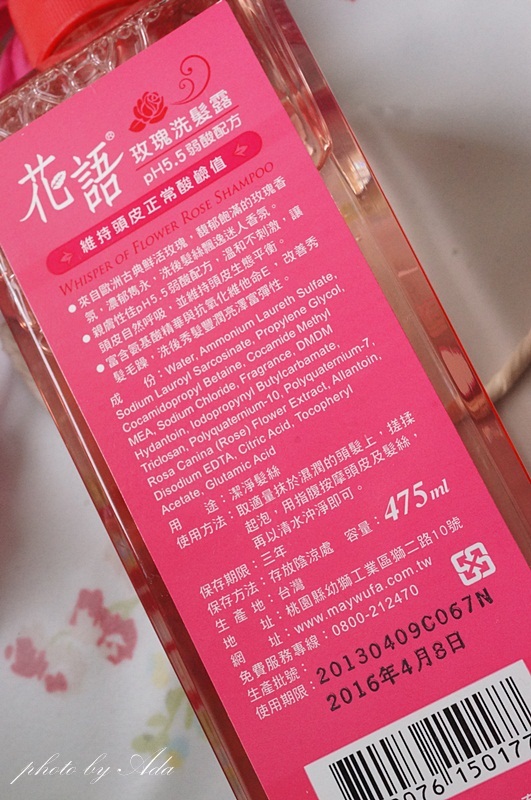 花語®
玫瑰洗髮露
pH5.5弱酸配方
維持頭皮正常酸鹼值
WHISPER OF FLOWER ROSE SHAMPOO
●來自歐洲古典鮮活玫瑰，馥郁飽滿的玫瑰香
氛，濃郁雋永，洗後髮絲飄逸迷人香氛。
●親膚性佳pH5.5弱酸配方，溫和不刺激，讓
頭皮自然呼吸，並維持頭皮生態平衡。
●富含氨基酸精華與抗氧化維他命E，改善秀
髮毛躁，洗後秀髮豐潤亮澤富彈性。
成　　份：Water, Ammonium Laureth Sulfate,
Sodium Lauroyl Sarcosinate, Propylene Glycol,
Cocamidopropyl Betaine, Cocamide Methyl
MEA, Sodium Chloride, Fragrance, DMDM
Hydantoin, Iodopropynyl Butylcarbamate,
Triclosan, Polyquaternium-10, Polyquaternium-7,
Rosa Canina (Rose) Flower Extract, Allantoin,
Disodium EDTA, Citric Acid, Tocopheryl
Acetate, Glutamic Acid
用　　途：潔淨髮絲
使用方法：取適量抹於濕潤的頭髮上，搓揉
起泡，用指腹按摩頭皮及髮絲，
再以清水沖淨即可。
保存期限：三年
保存方法：存放陰涼處　容量：475ml
生 產 地：台灣
地　　址：桃園縣幼獅工業區獅二路10號
網　　址：www.maywufa.com.tw
免費服務專線：0800-212470
生產批號：20130409C067N
使用期限：2016年4月8日
076 15017
photo by Ada